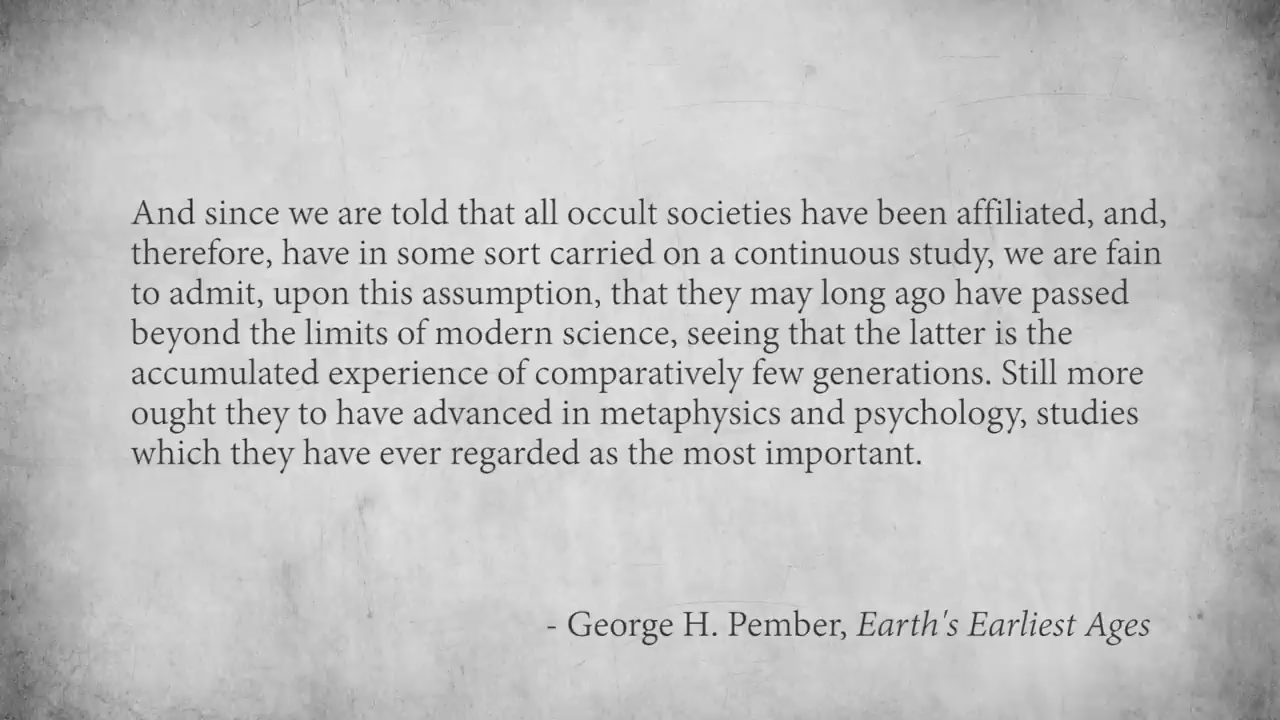 And since we are told that all occult societies have been affiliated, and,
therefore, have in some sort carried on a continuous study, we are fain
to admit, upon this assumption, that they may long ago have passed
beyond the limits of modern science, seeing that the latter is the
accumulated experience of comparatively few generations. Still more
ought they to have advanced in metaphysics and psychology, studies
which they have ever regarded as the most important.
- George H. Pember, Earth's Earliest Ages